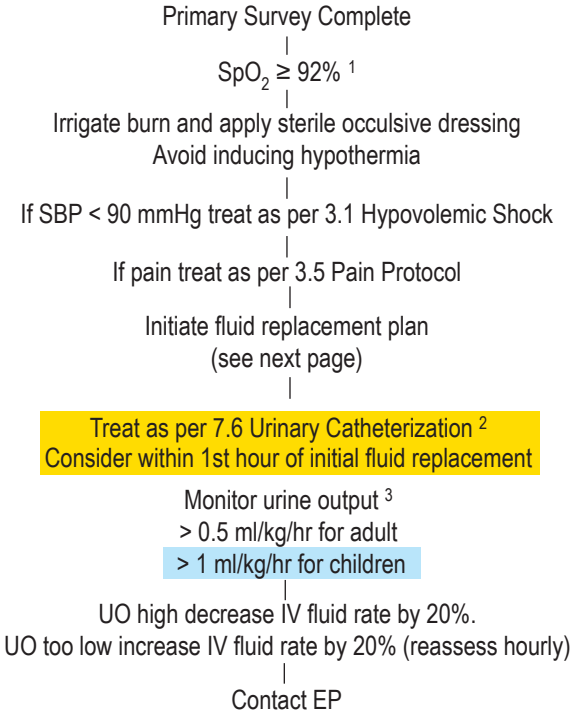 Primary Survey Complete
SpO₂ ≥ 92% ¹
Irrigate burn and apply sterile occulsive dressing
Avoid inducing hypothermia
If SBP < 90 mmHg treat as per 3.1 Hypovolemic Shock
If pain treat as per 3.5 Pain Protocol
Initiate fluid replacement plan
(see next page)
Treat as per 7.6 Urinary Catheterization ²
Consider within 1st hour of initial fluid replacement
Monitor urine output ³
> 0.5 ml/kg/hr for adult
> 1 ml/kg/hr for children
UO high decrease IV fluid rate by 20%.
UO too low increase IV fluid rate by 20% (reassess hourly)
Contact EP